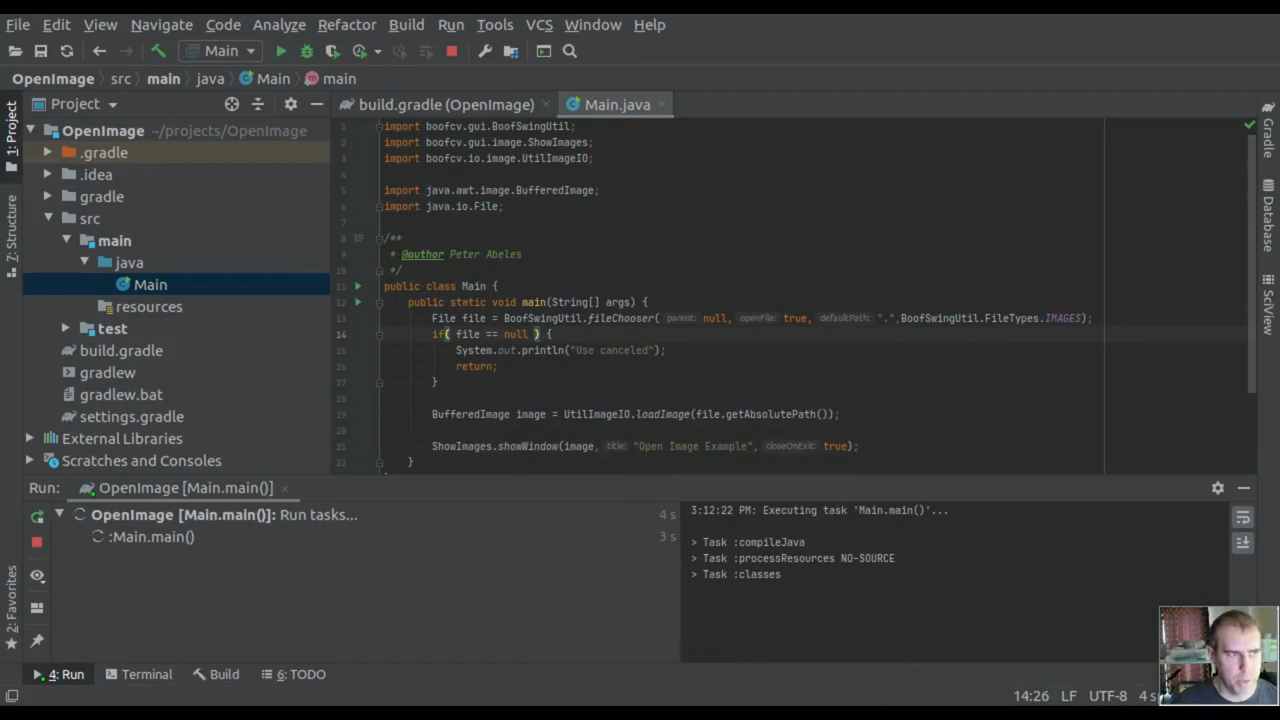 File Edit View Navigate Code Analyze Refactor Build Run Tools VCS Window Help
Main
OpenImage src main java Main main
Project
build.gradle (OpenImage)
Main.java
1: Project
Z: Structure
2: Favorites
OpenImage ~/projects/OpenImage
.gradle
.idea
gradle
src
main
java
Main
resources
test
build.gradle
gradlew
gradlew.bat
settings.gradle
External Libraries
Scratches and Consoles
1 import boofcv.gui.BoofSwingUtil;
2 import boofcv.gui.image.ShowImages;
3 import boofcv.io.image.UtilImageIO;
4
5 import java.awt.image.BufferedImage;
6 import java.io.File;
7
8 /**
9 * @author Peter Abeles
10 */
11 public class Main {
12 public static void main(String[] args) {
13 File file = BoofSwingUtil.fileChooser( parent: null, openFile: true, defaultPath: ".",BoofSwingUtil.FileTypes.IMAGES);
14 if( file == null ) {
15 System.out.println("Use canceled");
16 return;
17 }
18
19 BufferedImage image = UtilImageIO.loadImage(file.getAbsolutePath());
20
21 ShowImages.showWindow(image, title: "Open Image Example", closeOnExit: true);
22 }
Gradle
Database
SciView
Run: OpenImage [Main.main()]
OpenImage [Main.main()]: Run tasks... 4 s
:Main.main() 3 s
3:12:22 PM: Executing task 'Main.main()'...
> Task :compileJava
> Task :processResources NO-SOURCE
> Task :classes
4: Run Terminal Build 6: TODO
14:26 LF UTF-8 4